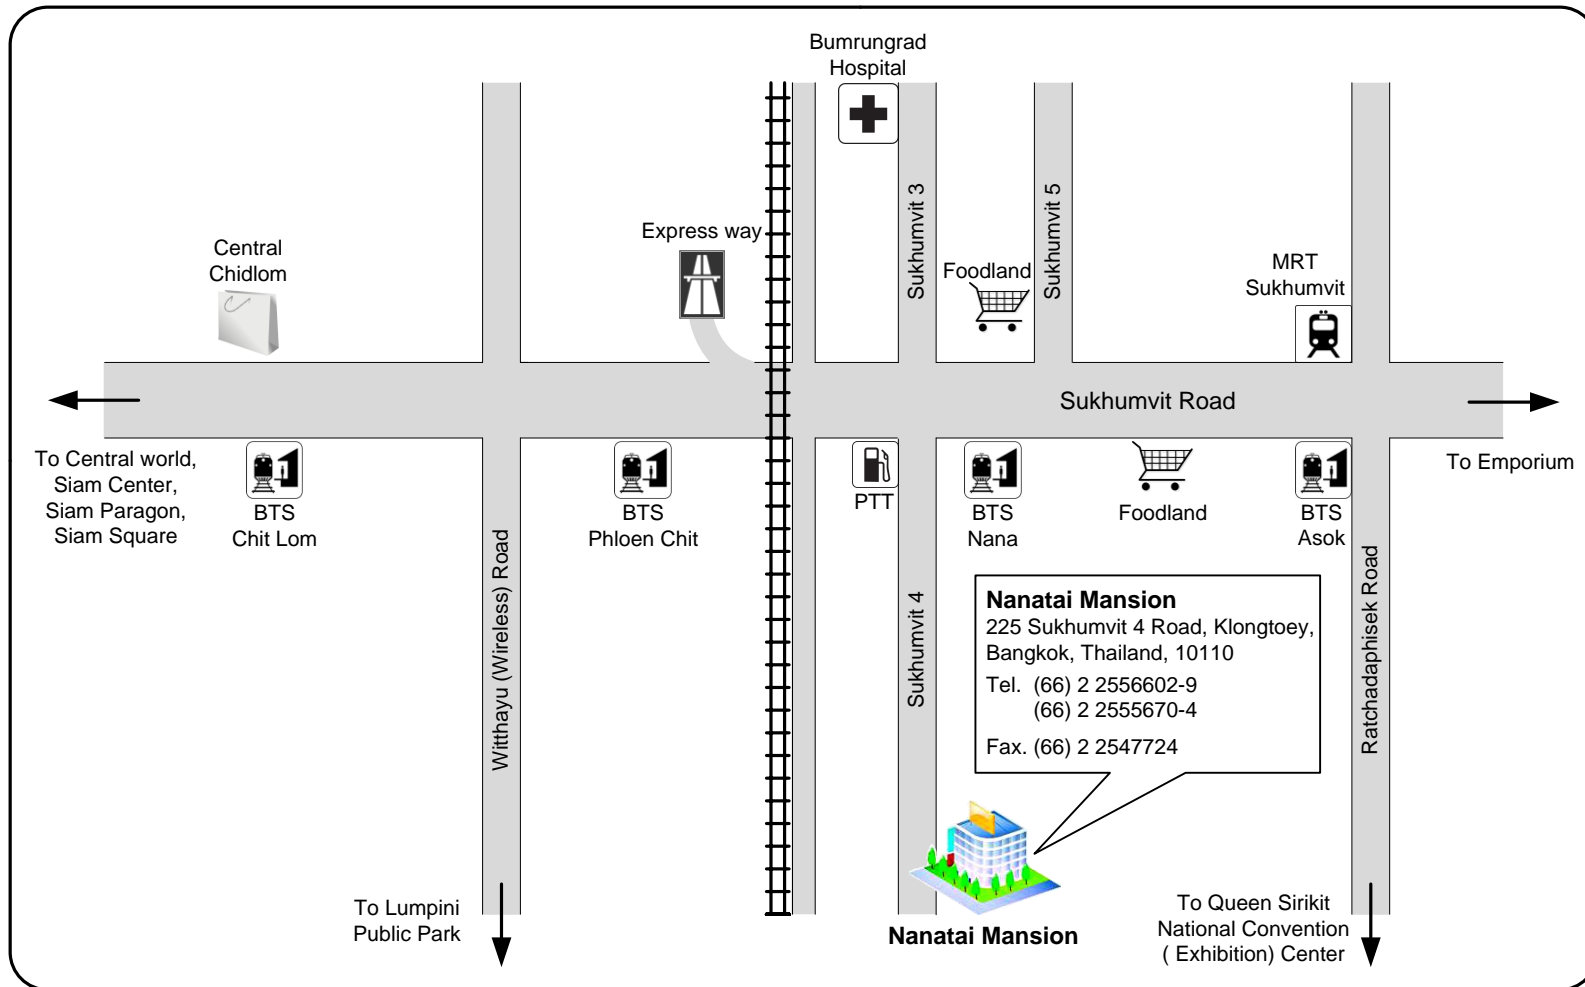 Bumrungrad
Hospital
Sukhumvit 3
Sukhumvit 5
Express way
Central
Chidlom
Foodland
MRT
Sukhumvit
Sukhumvit Road
To Central world,
Siam Center,
Siam Paragon,
Siam Square
BTS
Chit Lom
BTS
Phloen Chit
PTT
BTS
Nana
Foodland
BTS
Asok
To Emporium
Witthayu (Wireless) Road
Sukhumvit 4
Ratchadaphisek Road
Nanatai Mansion
225 Sukhumvit 4 Road, Klongtoey,
Bangkok, Thailand, 10110
Tel. (66) 2 2556602-9
(66) 2 2555670-4
Fax. (66) 2 2547724
To Lumpini
Public Park
Nanatai Mansion
To Queen Sirikit
National Convention
( Exhibition) Center